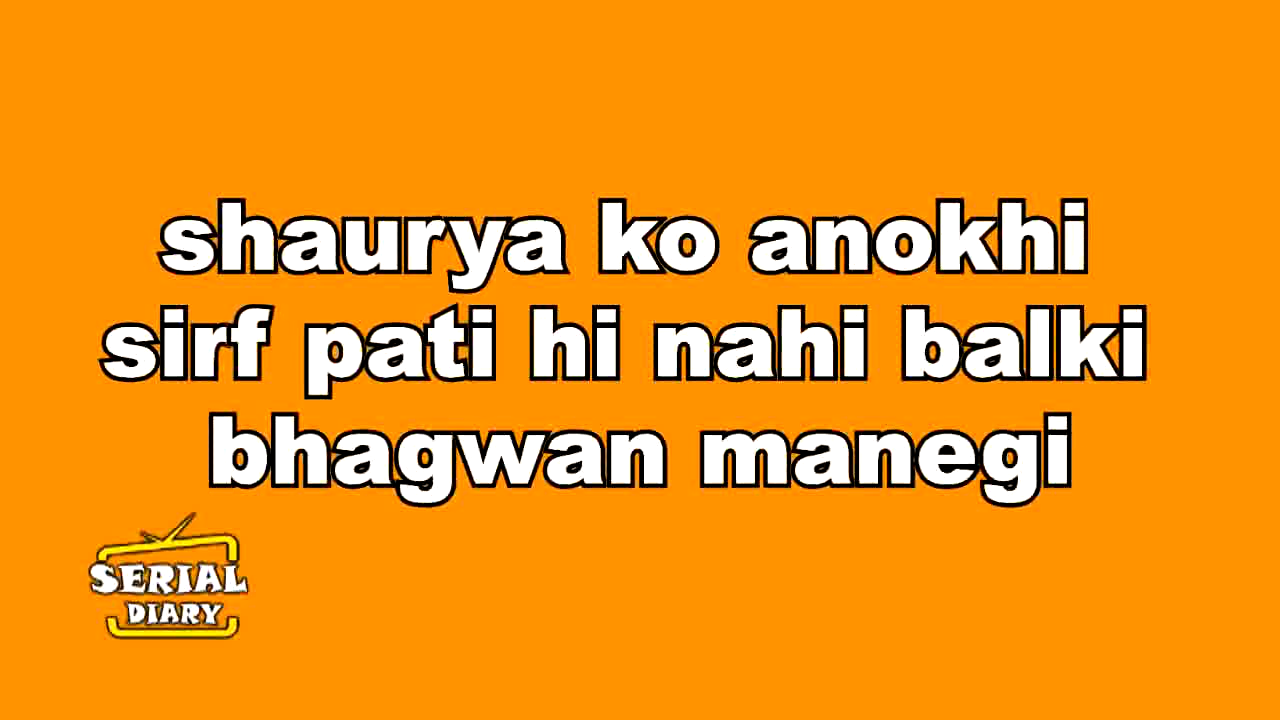 shaurya ko anokhi
sirf pati hi nahi balki
bhagwan manegi
SERIAL
DIARY